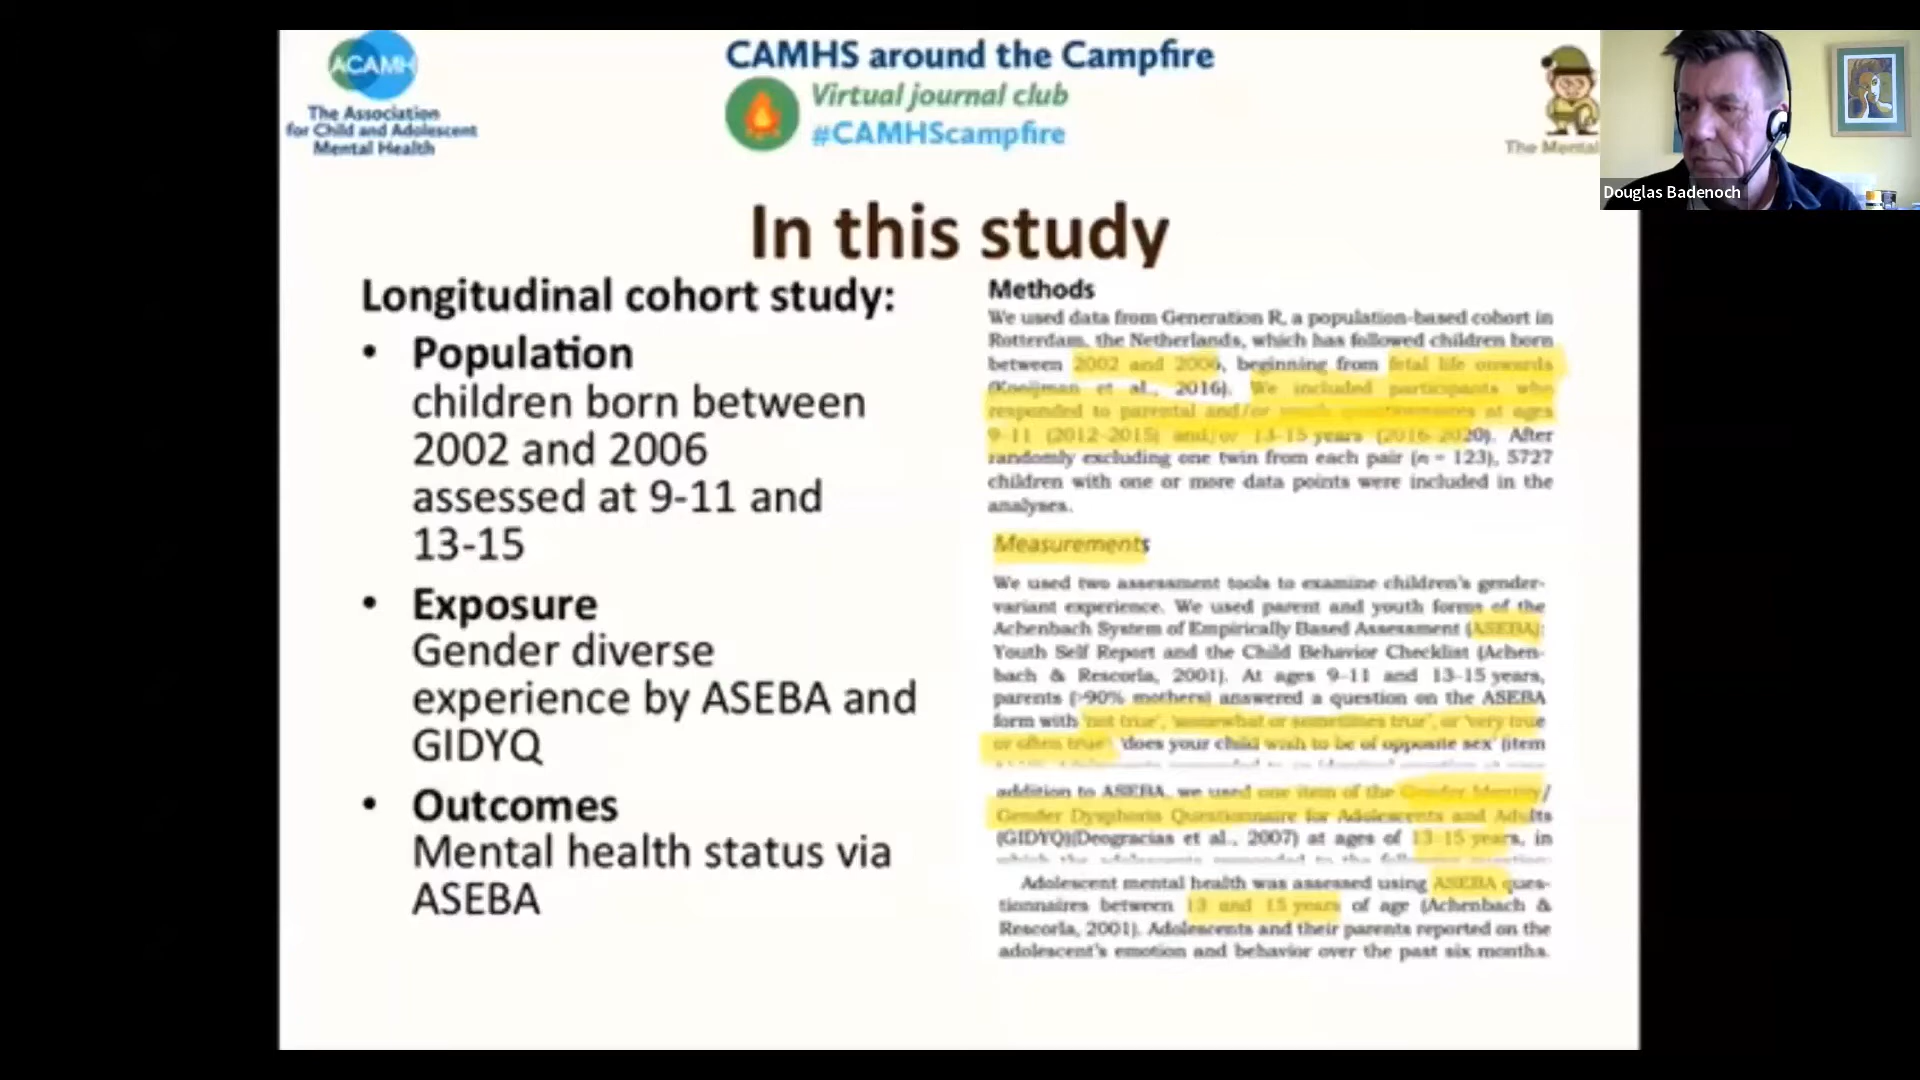 ACAMH
The Association
for Child and Adolescent
Mental Health
CAMHS around the Campfire
Virtual journal club
#CAMHScampfire
The Mental
Douglas Badenoch
In this study
Longitudinal cohort study:
• Population
children born between
2002 and 2006
assessed at 9-11 and
13-15
• Exposure
Gender diverse
experience by ASEBA and
GIDYQ
• Outcomes
Mental health status via
ASEBA
Methods
We used data from Generation R, a population-based cohort in
Rotterdam, the Netherlands, which has followed children born
between 2002 and 2006, beginning from fetal life onwards
(Kooijman et al., 2016). We included participants who
responded to parental and/or youth questionnaires at ages
9-11 (2012-2015) and/or 13-15 years (2016-2020). After
randomly excluding one twin from each pair (n = 123), 5727
children with one or more data points were included in the
analyses.
Measurements
We used two assessment tools to examine children's gender-
variant experience. We used parent and youth forms of the
Achenbach System of Empirically Based Assessment (ASEBA):
Youth Self Report and the Child Behavior Checklist (Achen-
bach & Rescorla, 2001). At ages 9-11 and 13-15 years,
parents (>90% mothers) answered a question on the ASEBA
form with 'not true', 'somewhat or sometimes true', or 'very true
or often true': 'does your child wish to be of opposite sex' (item
addition to ASEBA, we used one item of the Gender Identity/
Gender Dysphoria Questionnaire for Adolescents and Adults
(GIDYQ)(Deogracias et al., 2007) at ages of 13-15 years, in
Adolescent mental health was assessed using ASEBA ques-
tionnaires between 13 and 15 years of age (Achenbach &
Rescorla, 2001). Adolescents and their parents reported on the
adolescent's emotion and behavior over the past six months.